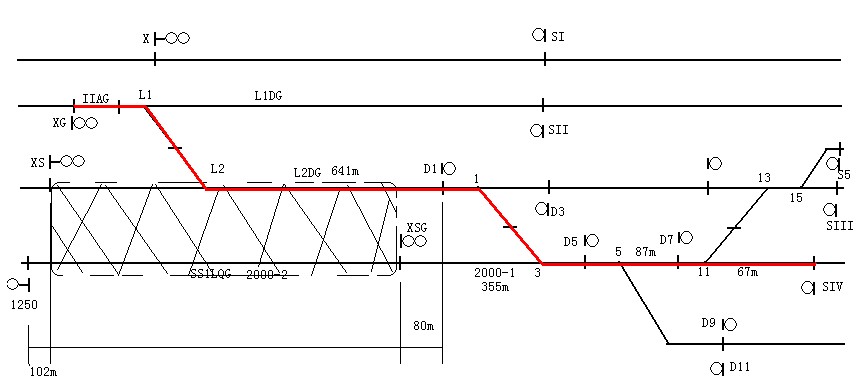 X
SI
IIAG
L1
L1DG
XG
SII
XS
L2
L2DG
641m
D1
1
13
S5
15
D3
XSG
D5
D7
SIII
5
87m
SS1LQG
2000-2
2000-1
3
355m
11
67m
SIV
1250
80m
D9
D11
102m